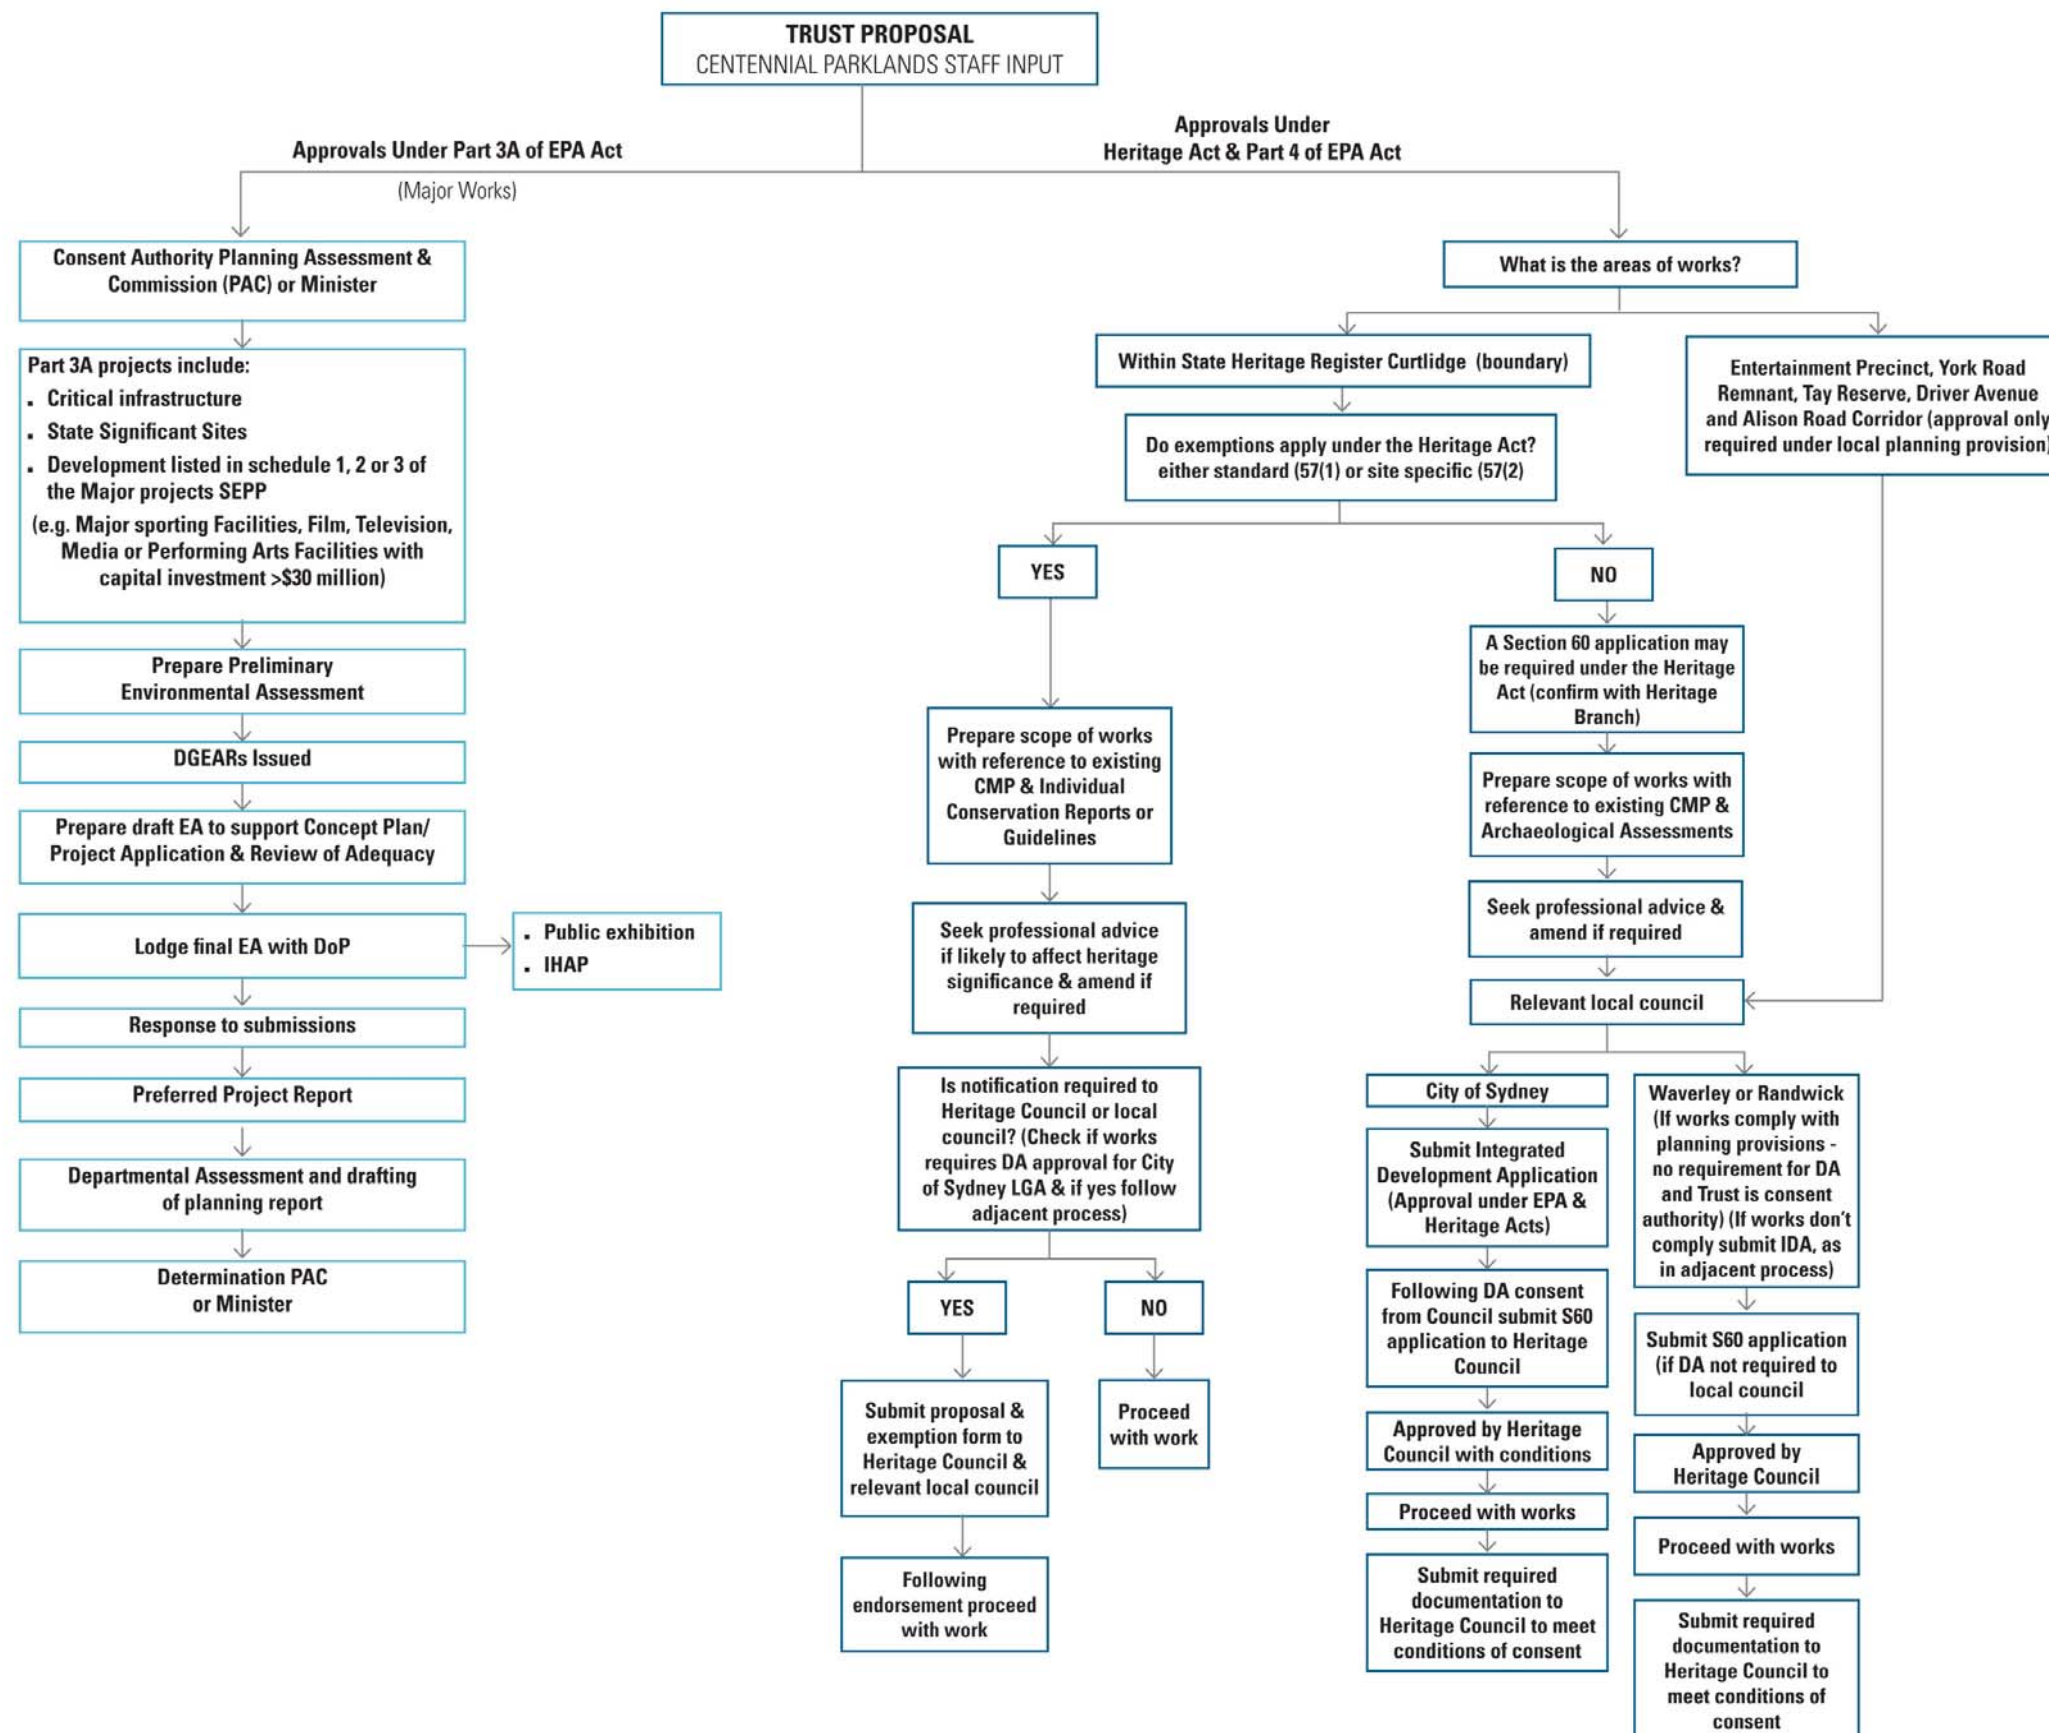 TRUST PROPOSAL
CENTENNIAL PARKLANDS STAFF INPUT
Approvals Under Part 3A of EPA Act
(Major Works)
Approvals Under
Heritage Act & Part 4 of EPA Act
Consent Authority Planning Assessment &
Commission (PAC) or Minister
Part 3A projects include:
. Critical infrastructure
. State Significant Sites
. Development listed in schedule 1, 2 or 3 of
the Major projects SEPP
(e.g. Major sporting Facilities, Film, Television,
Media or Performing Arts Facilities with
capital investment >$30 million)
Prepare Preliminary
Environmental Assessment
DGEARs Issued
Prepare draft EA to support Concept Plan/
Project Application & Review of Adequacy
Lodge final EA with DoP
. Public exhibition
. IHAP
Response to submissions
Preferred Project Report
Departmental Assessment and drafting
of planning report
Determination PAC
or Minister
What is the areas of works?
Within State Heritage Register Curtlidge (boundary)
Entertainment Precinct, York Road
Remnant, Tay Reserve, Driver Avenue
and Alison Road Corridor (approval only
required under local planning provision)
Do exemptions apply under the Heritage Act?
either standard (57(1) or site specific (57(2)
YES
Prepare scope of works
with reference to existing
CMP & Individual
Conservation Reports or
Guidelines
Seek professional advice
if likely to affect heritage
significance & amend if
required
Is notification required to
Heritage Council or local
council? (Check if works
requires DA approval for City
of Sydney LGA & if yes follow
adjacent process)
YES
Submit proposal &
exemption form to
Heritage Council &
relevant local council
Following
endorsement proceed
with work
NO
Proceed
with work
NO
A Section 60 application may
be required under the Heritage
Act (confirm with Heritage
Branch)
Prepare scope of works with
reference to existing CMP &
Archaeological Assessments
Seek professional advice &
amend if required
Relevant local council
City of Sydney
Submit Integrated
Development Application
(Approval under EPA &
Heritage Acts)
Following DA consent
from Council submit S60
application to Heritage
Council
Approved by Heritage
Council with conditions
Proceed with works
Submit required
documentation to
Heritage Council to meet
conditions of consent
Waverley or Randwick
(If works comply with
planning provisions -
no requirement for DA
and Trust is consent
authority) (If works don't
comply submit IDA, as
in adjacent process)
Submit S60 application
(if DA not required to
local council
Approved by
Heritage Council
Proceed with works
Submit required
documentation to
Heritage Council to
meet conditions of
consent